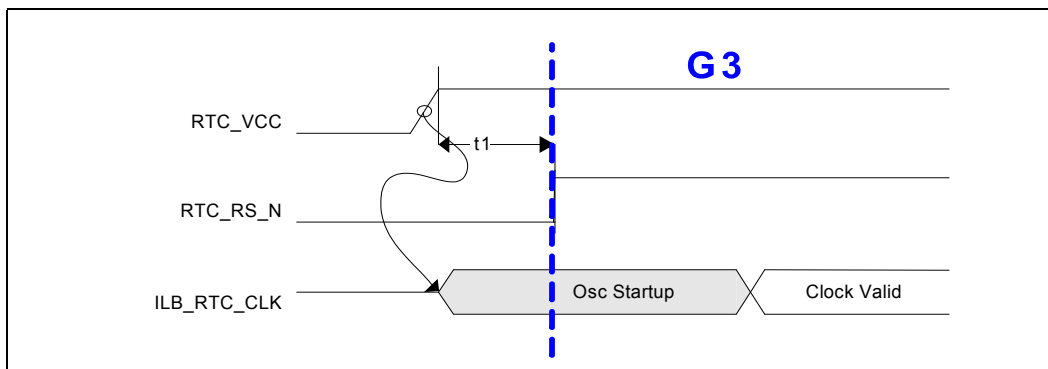 G3
RTC_VCC
t1
RTC_RS_N
ILB_RTC_CLK
Osc Startup
Clock Valid